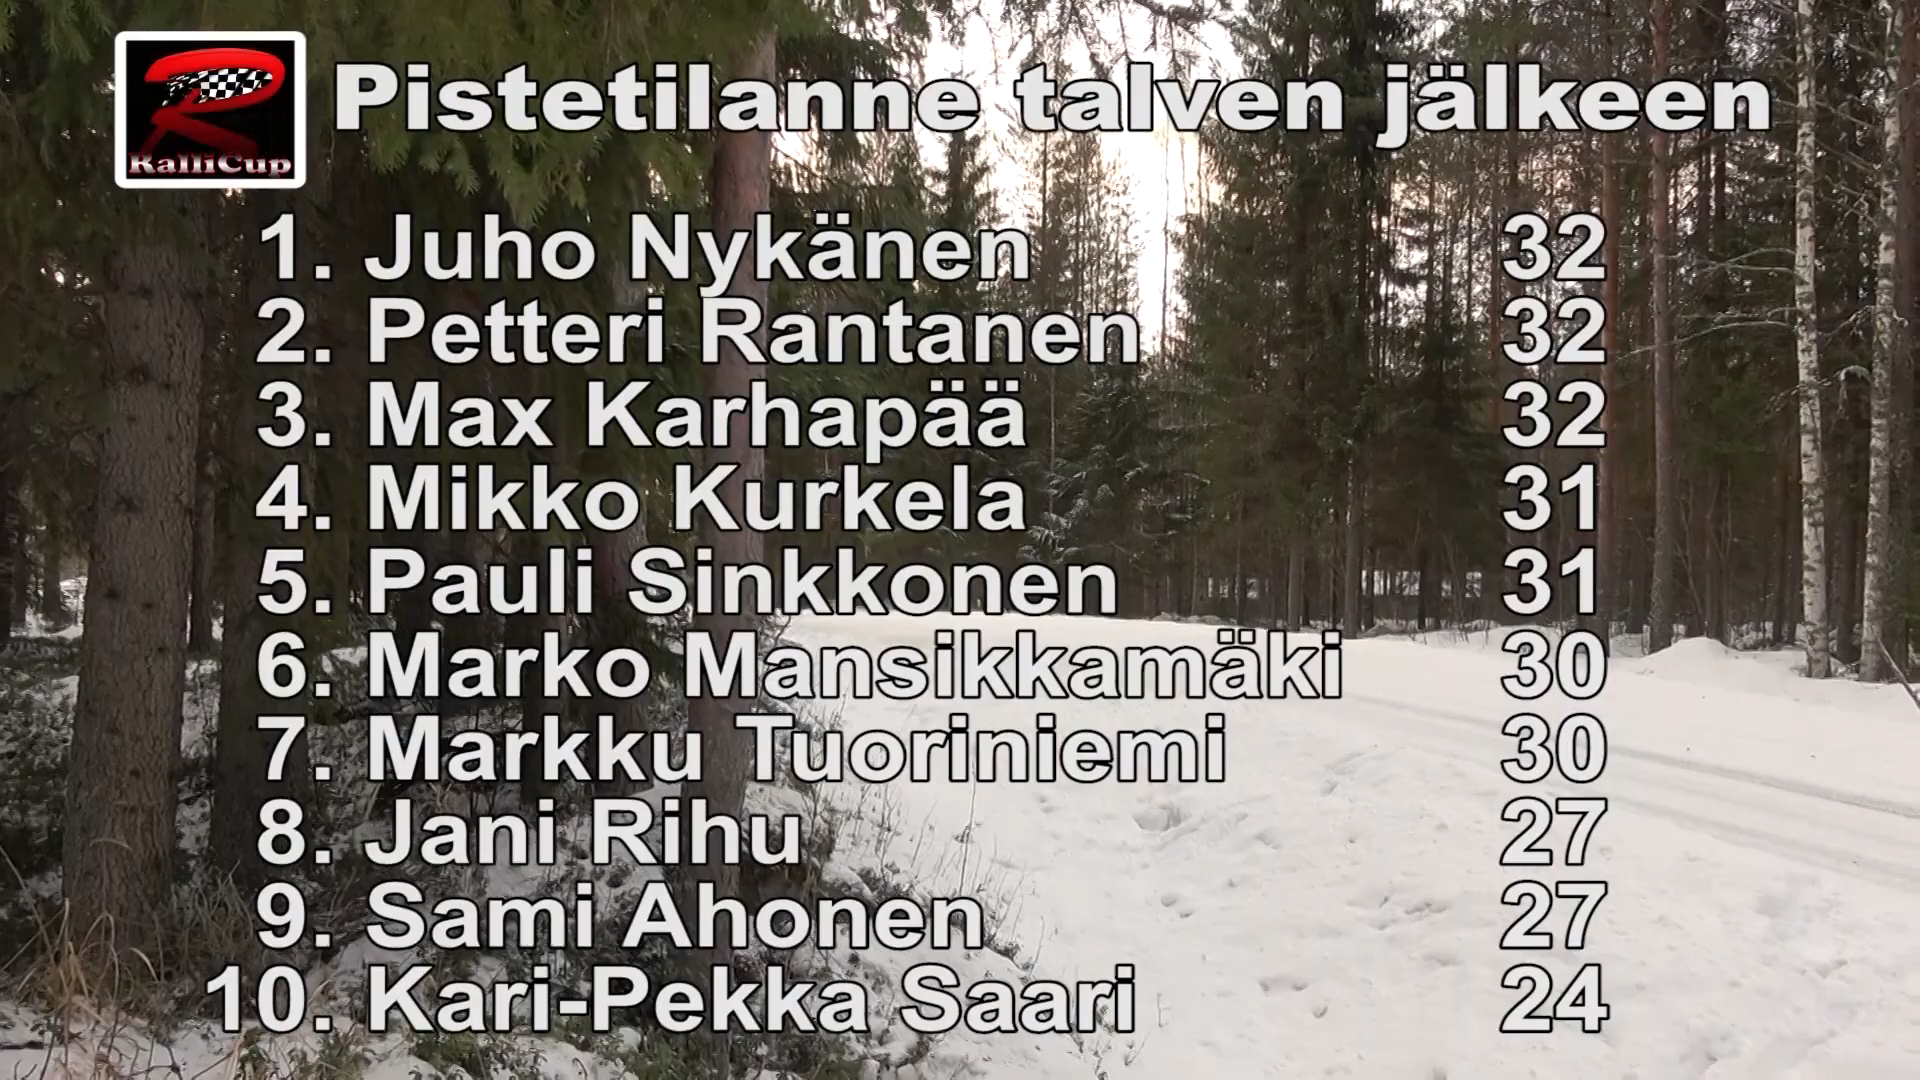 RalliCup
Pistetilanne talven jälkeen
1. Juho Nykänen 32
2. Petteri Rantanen 32
3. Max Karhapää 32
4. Mikko Kurkela 31
5. Pauli Sinkkonen 31
6. Marko Mansikkamäki 30
7. Markku Tuoriniemi 30
8. Jani Rihu 27
9. Sami Ahonen 27
10. Kari-Pekka Saari 24